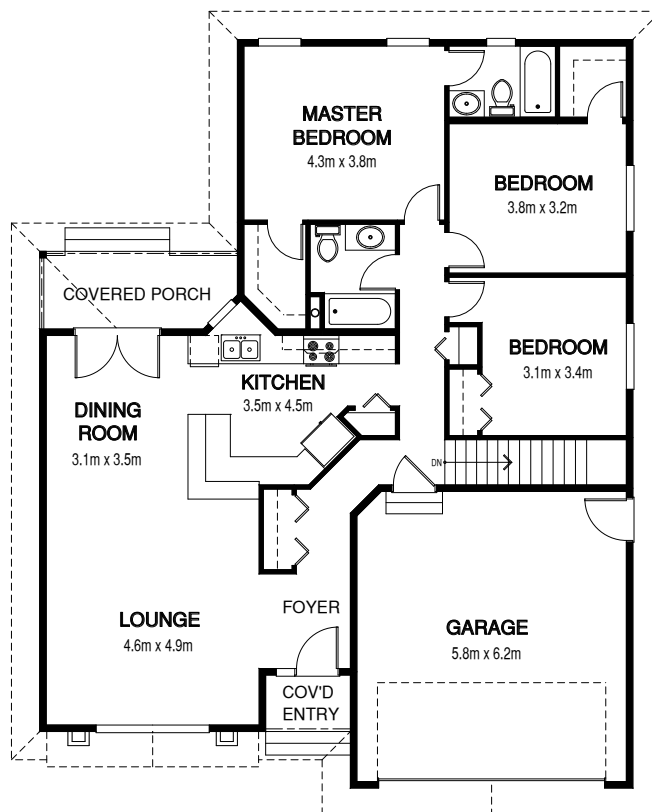 MASTER
BEDROOM
4.3m x 3.8m
BEDROOM
3.8m x 3.2m
COVERED PORCH
BEDROOM
3.1m x 3.4m
KITCHEN
3.5m x 4.5m
DINING
ROOM
3.1m x 3.5m
DN
LOUNGE
4.6m x 4.9m
FOYER
GARAGE
5.8m x 6.2m
COV'D
ENTRY